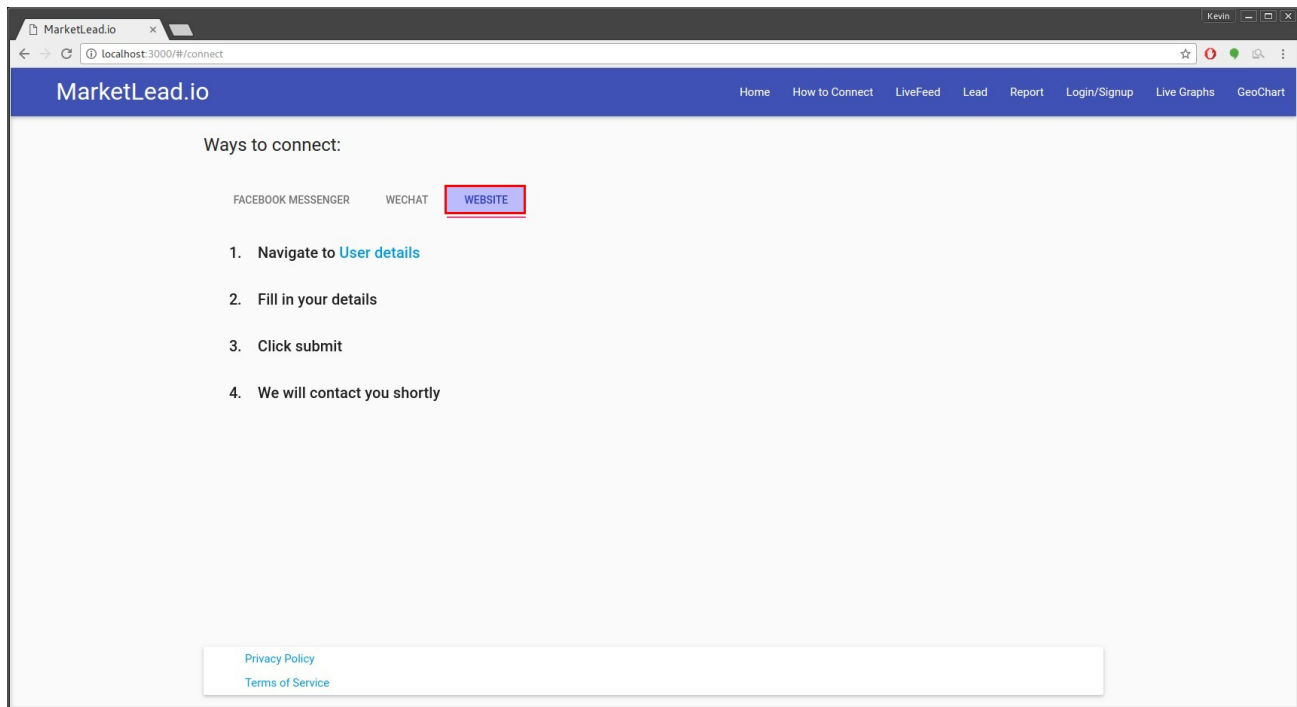 Kevin
MarketLead.io
localhost:3000/#/connect
MarketLead.io
Home How to Connect LiveFeed Lead Report Login/Signup Live Graphs GeoChart
Ways to connect:
FACEBOOK MESSENGER WECHAT WEBSITE
1. Navigate to User details
2. Fill in your details
3. Click submit
4. We will contact you shortly
Privacy Policy
Terms of Service